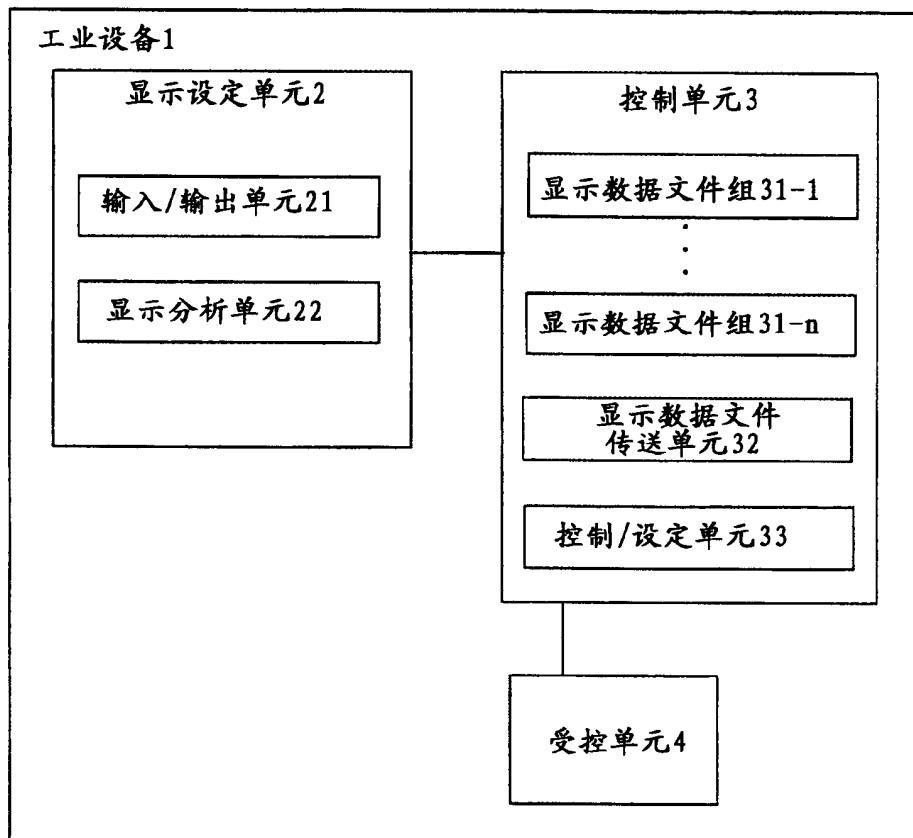 工业设备1
显示设定单元2
输入/输出单元21
显示分析单元22
控制单元3
显示数据文件组31-1
显示数据文件组31-n
显示数据文件
传送单元32
控制/设定单元33
受控单元4